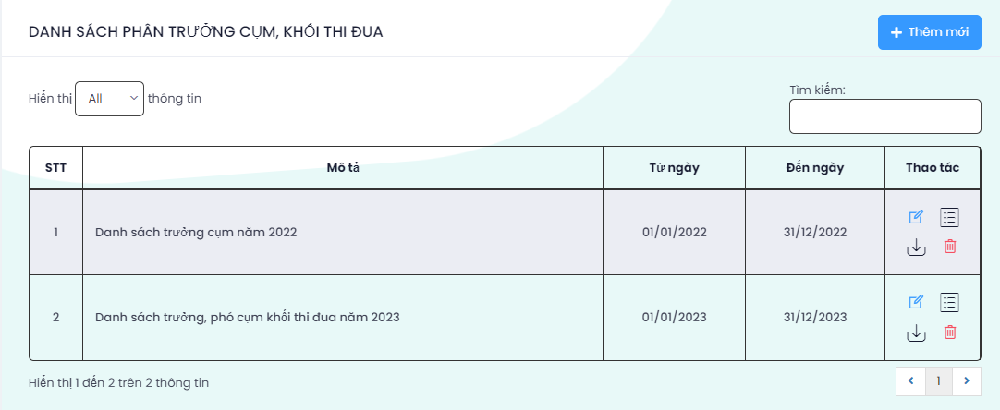 DANH SÁCH PHÂN TRƯỞNG CỤM, KHỐI THI ĐUA
Thêm mới
Hiển thị All thông tin
Tìm kiếm:
STT Mô tả Từ ngày Đến ngày Thao tác
1 Danh sách trưởng cụm năm 2022 01/01/2022 31/12/2022
2 Danh sách trưởng, phó cụm khối thi đua năm 2023 01/01/2023 31/12/2023
Hiển thị 1 đến 2 trên 2 thông tin
1